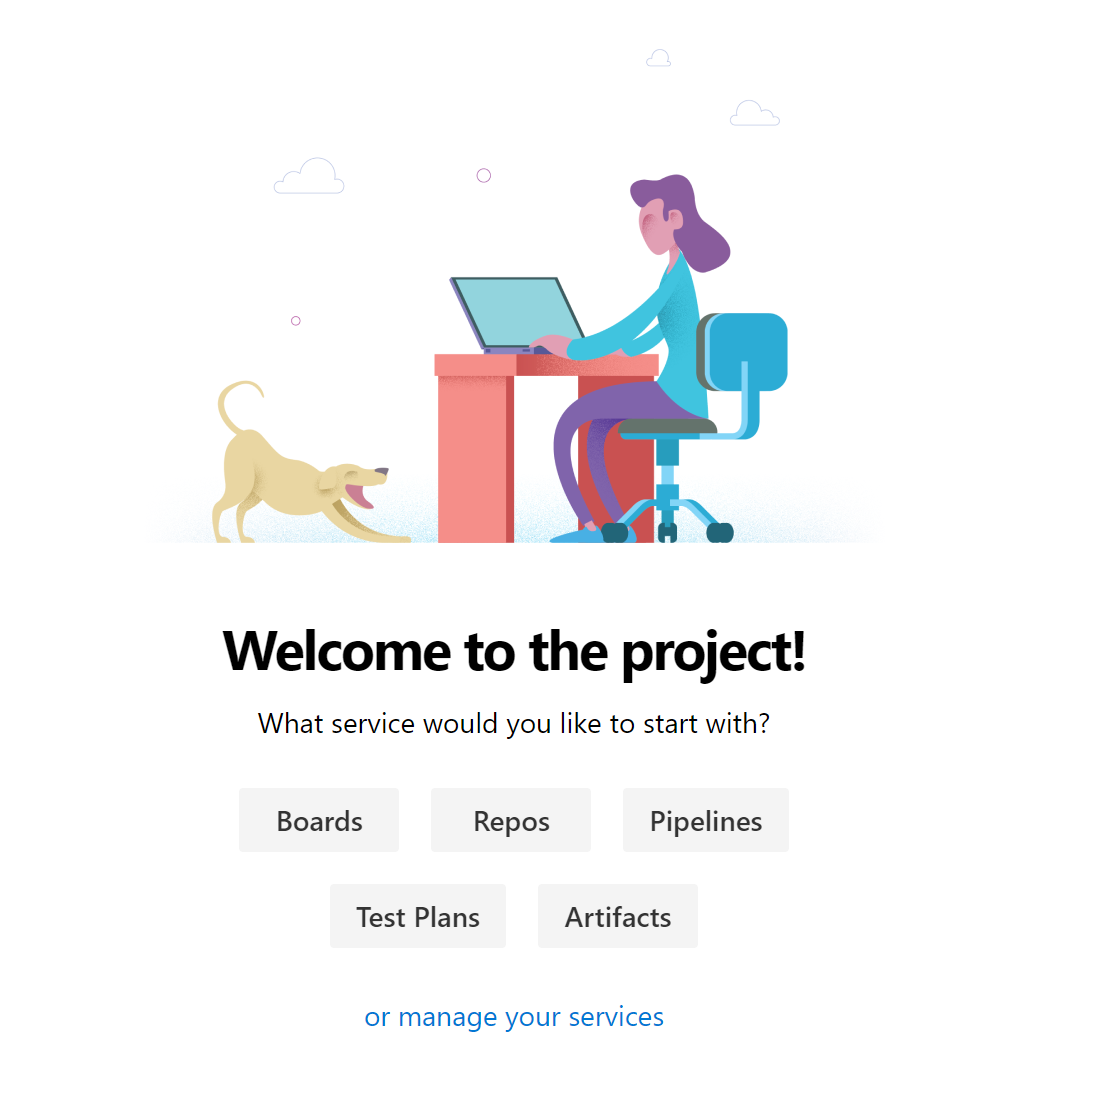 Welcome to the project!
What service would you like to start with?
Boards Repos Pipelines
Test Plans Artifacts
or manage your services